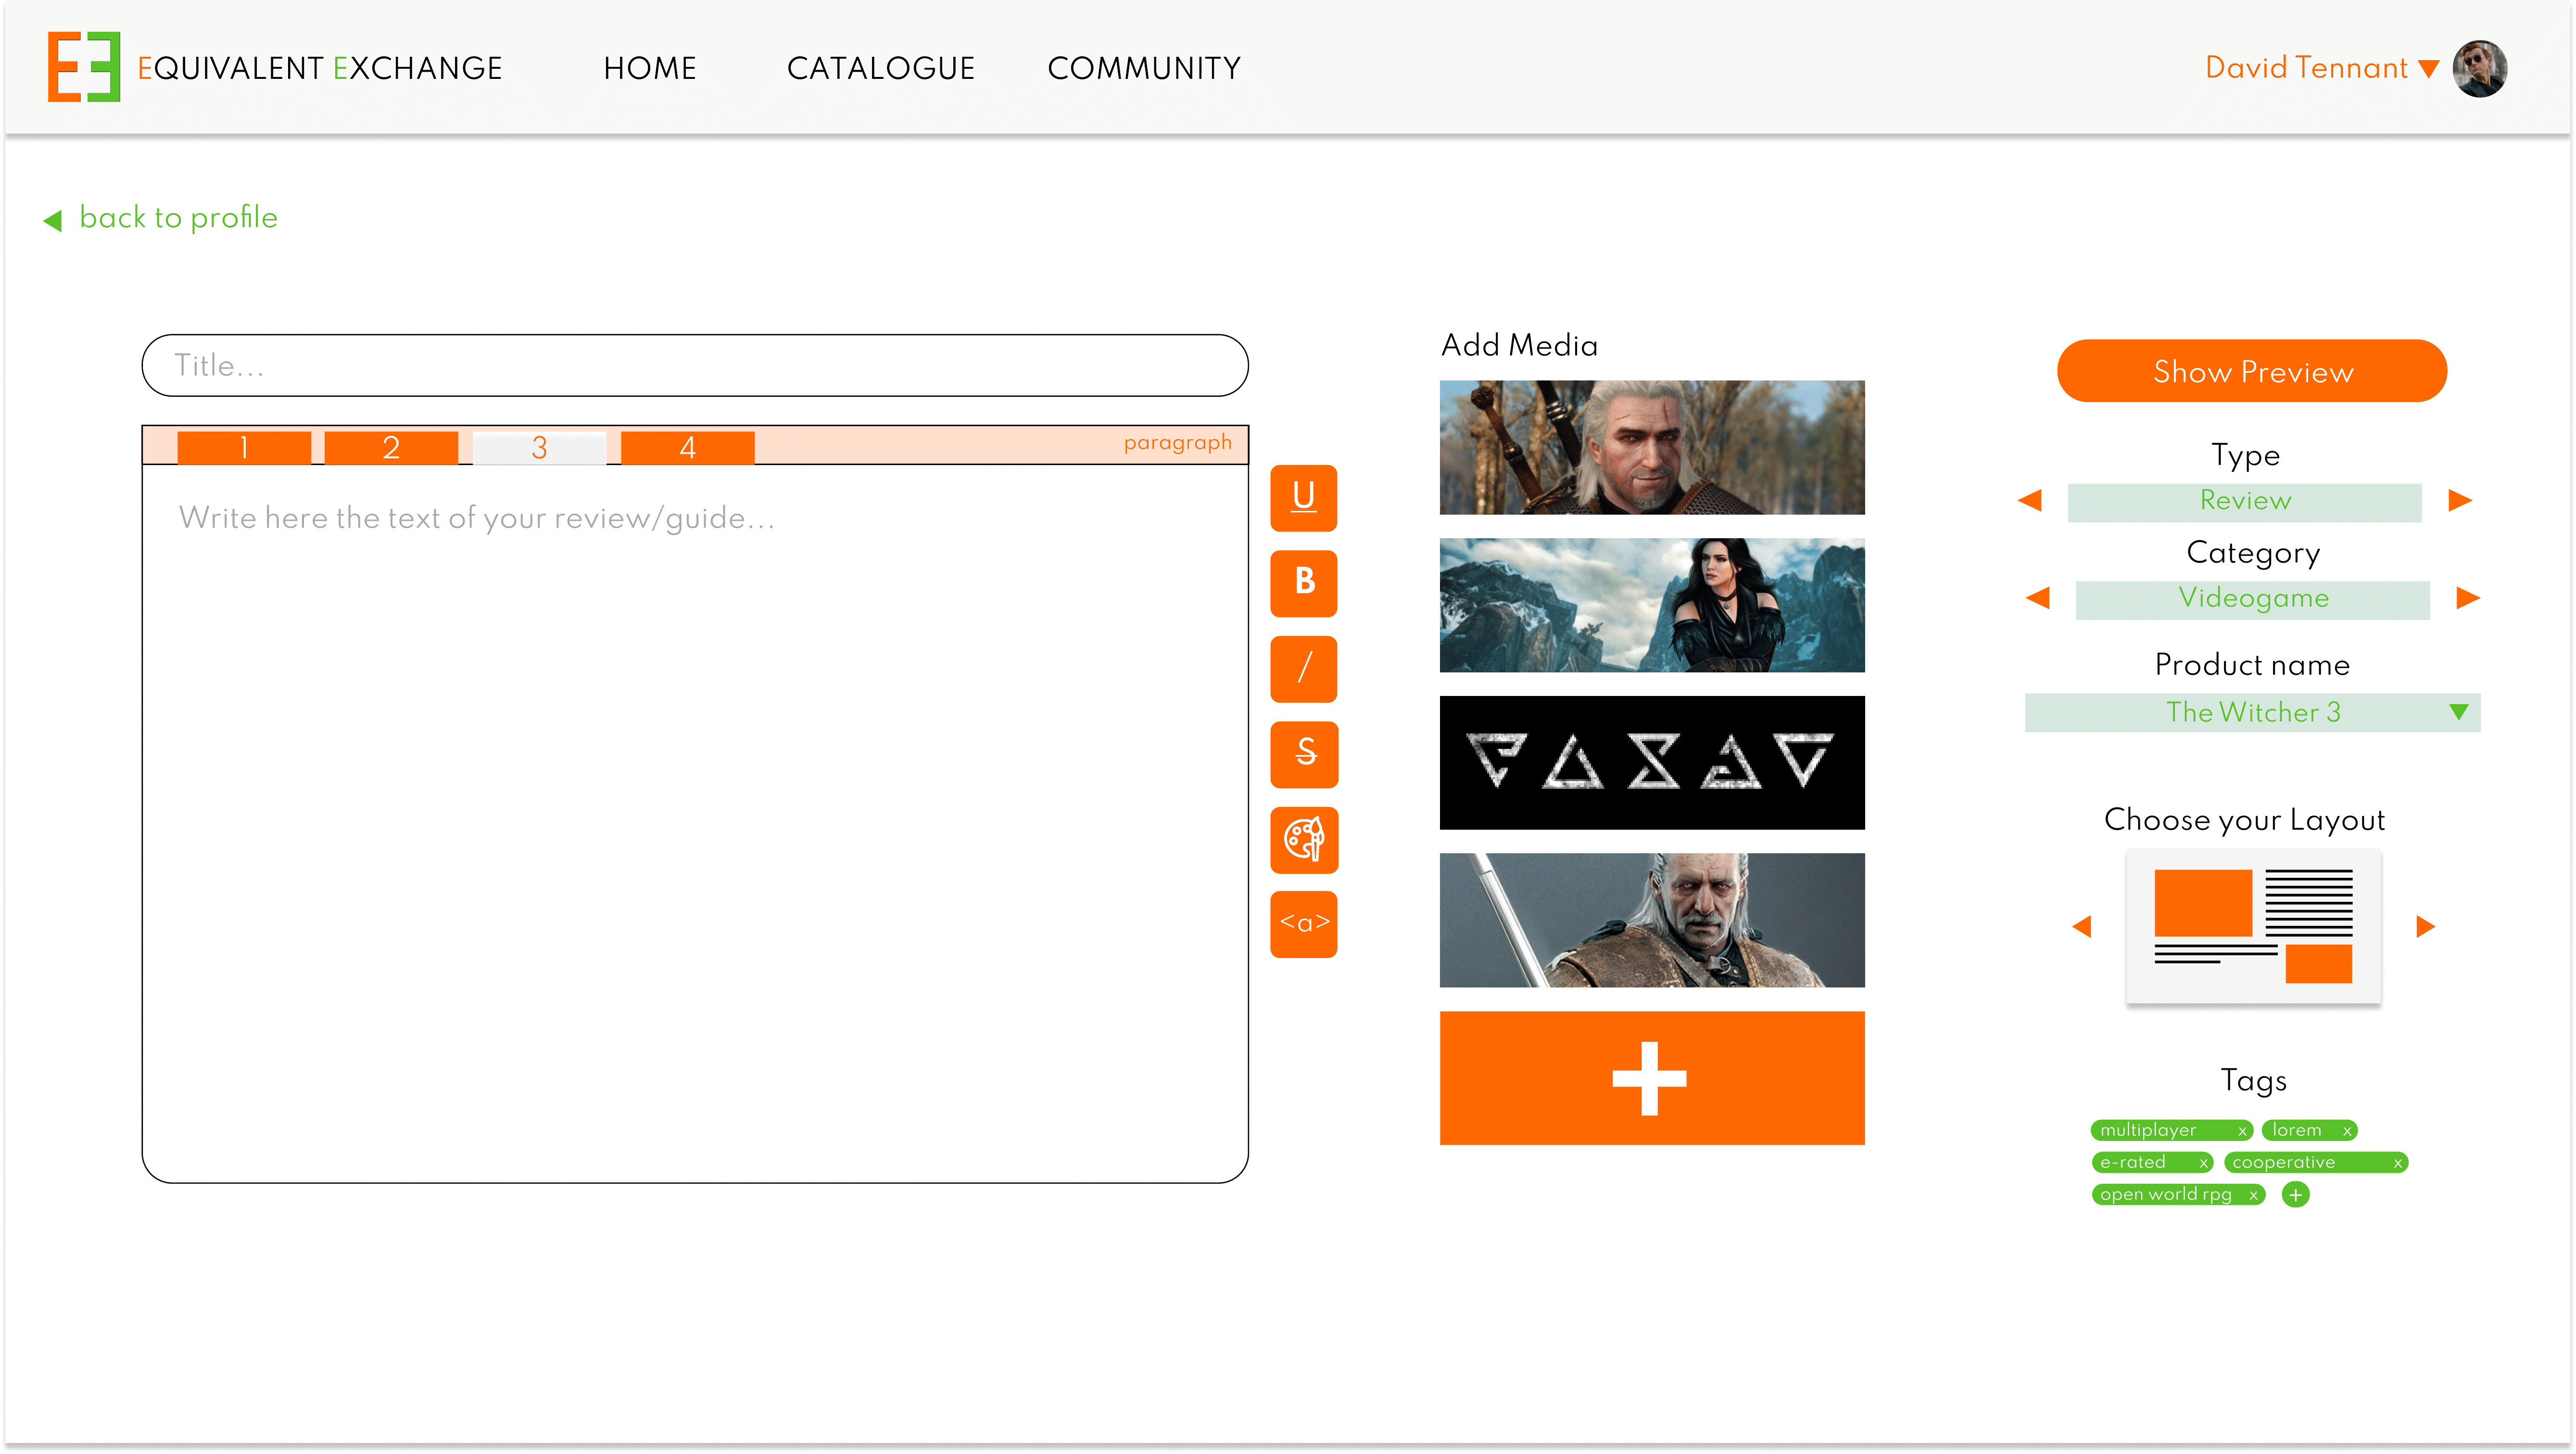 EQUIVALENT EXCHANGE
HOME
CATALOGUE
COMMUNITY
David Tennant
back to profile
Title...
1
2
3
4
paragraph
Write here the text of your review/guide...
U
B
/
S
<a>
Add Media
+
Show Preview
Type
Review
Category
Videogame
Product name
The Witcher 3
Choose your Layout
Tags
multiplayer x
lorem x
e-rated x
cooperative x
open world rpg x
+